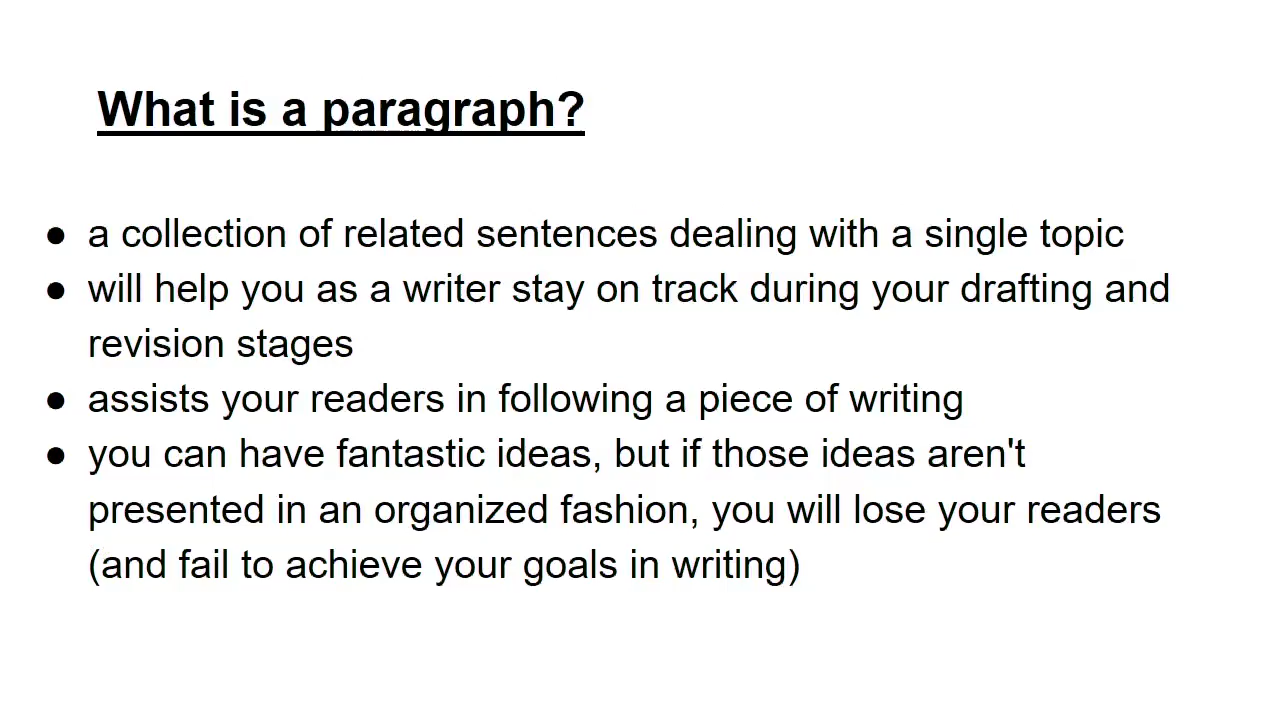 What is a paragraph?
● a collection of related sentences dealing with a single topic
● will help you as a writer stay on track during your drafting and
revision stages
● assists your readers in following a piece of writing
● you can have fantastic ideas, but if those ideas aren't
presented in an organized fashion, you will lose your readers
(and fail to achieve your goals in writing)